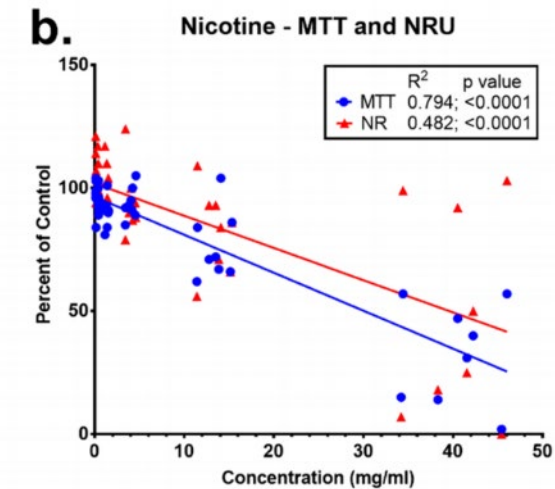 b.
Nicotine - MTT and NRU
R² p value
MTT 0.794; <0.0001
NR 0.482; <0.0001
Percent of Control
150
100
50
0
0 10 20 30 40 50
Concentration (mg/ml)